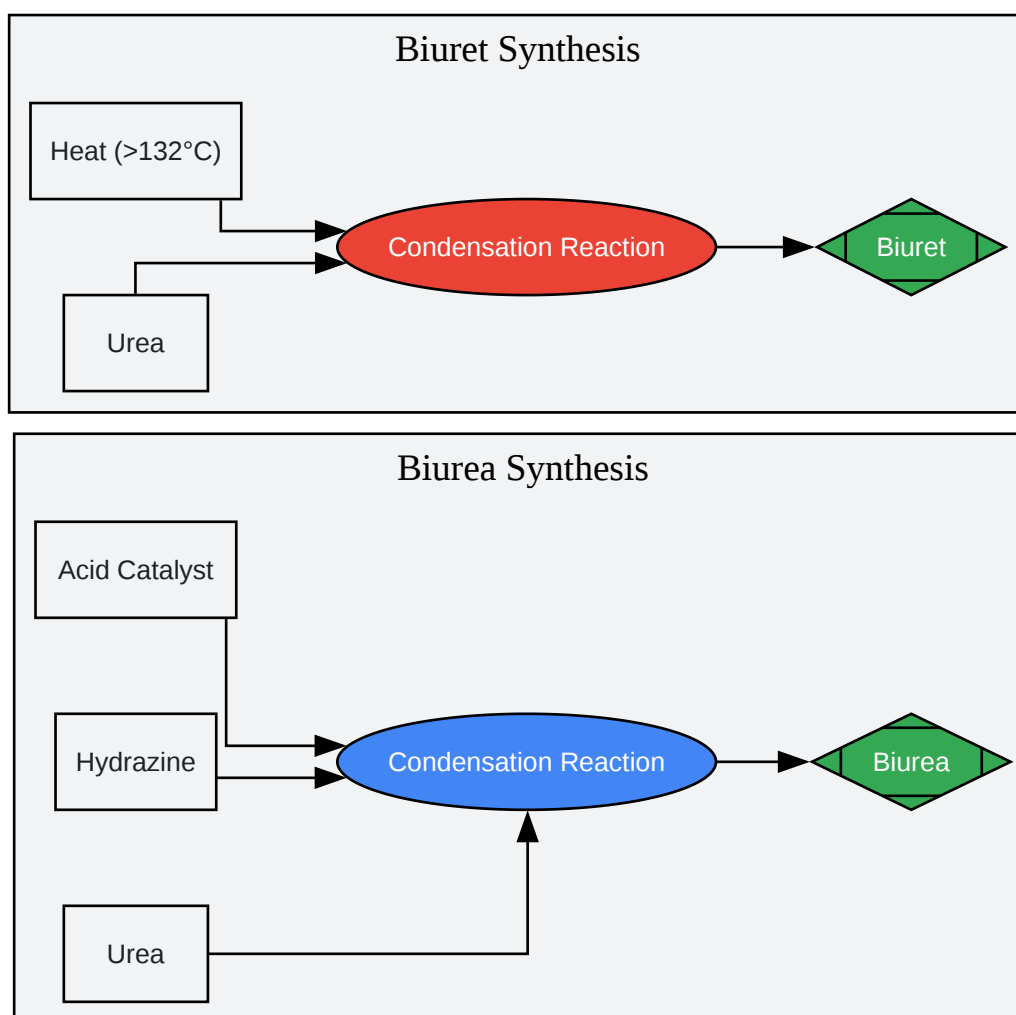 Biuret Synthesis
Heat (>132°C)
Condensation Reaction
Biuret
Urea
Biurea Synthesis
Acid Catalyst
Hydrazine
Condensation Reaction
Biurea
Urea